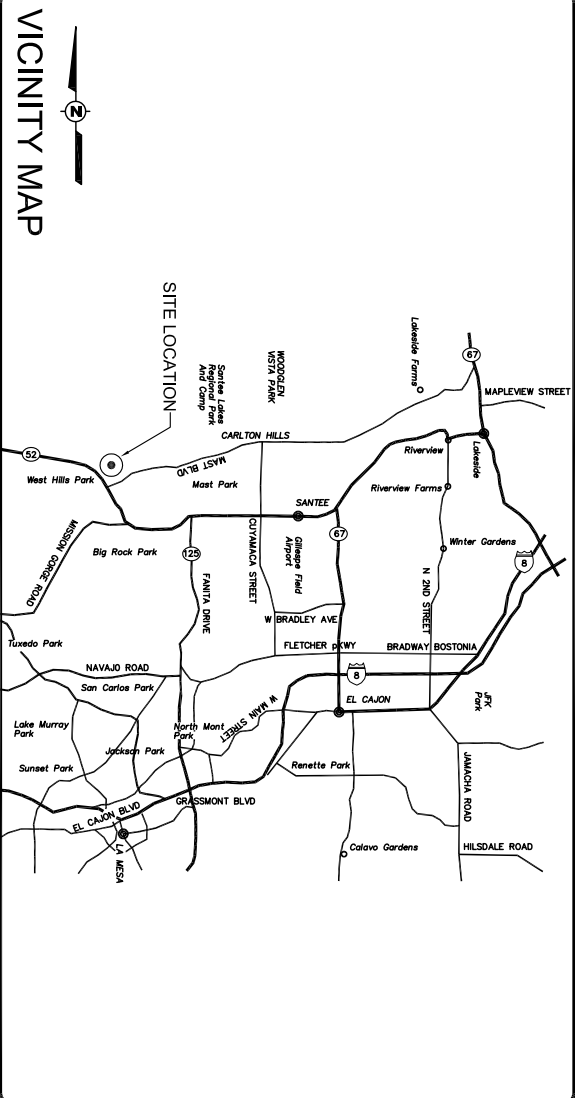 VICINITY MAP
N
SITE LOCATION
67
MAPLEVIEW STREET
Lakeside Farms
WOODGLEN
VISTA PARK
Santee Lakes
Regional Park
And Camp
CARLTON HILLS
Riverview
Lakeside
52
MAST BLVD
West Hills Park
Mast Park
Riverview Farms
SANTEE
67
CUYAMACA STREET
Gillespe Field
Airport
Winter Gardens
8
MISSION GORGE ROAD
Big Rock Park
125
FANITA DRIVE
N 2ND STREET
W BRADLEY AVE
Tuxedo Park
FLETCHER pKWY
BRADWAY BOSTONIA
NAVAJO ROAD
8
San Carlos Park
EL CAJON
JFK
Park
W MAIN STREET
Lake Murray
Park
North Mont
Park
Jackson Park
Sunset Park
Renette Park
JAMACHA ROAD
GRASSMONT BLVD
EL CAJON BLVD
LA MESA
Calavo Gardens
HILSDALE ROAD